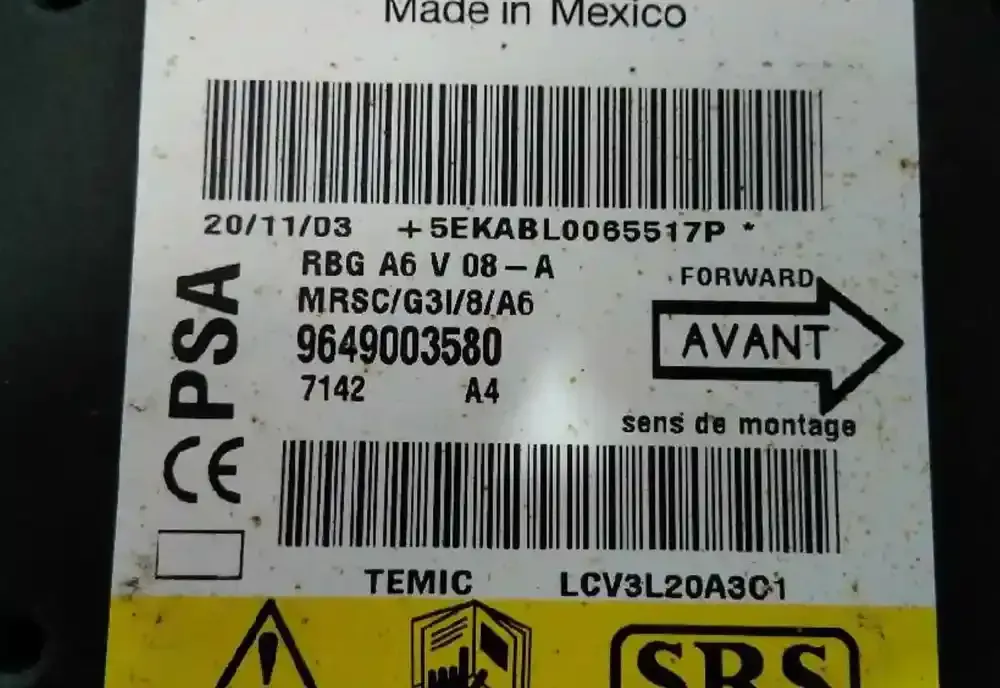 Made in Mexico
20/11/03 +5EKABL0065517P *
RBG A6 V 08-A
MRSC/G3I/8/A6
9649003580
7142 A4
PSA
CE
FORWARD
AVANT
sens de montage
TEMIC LCV3L20A3C1
SRS